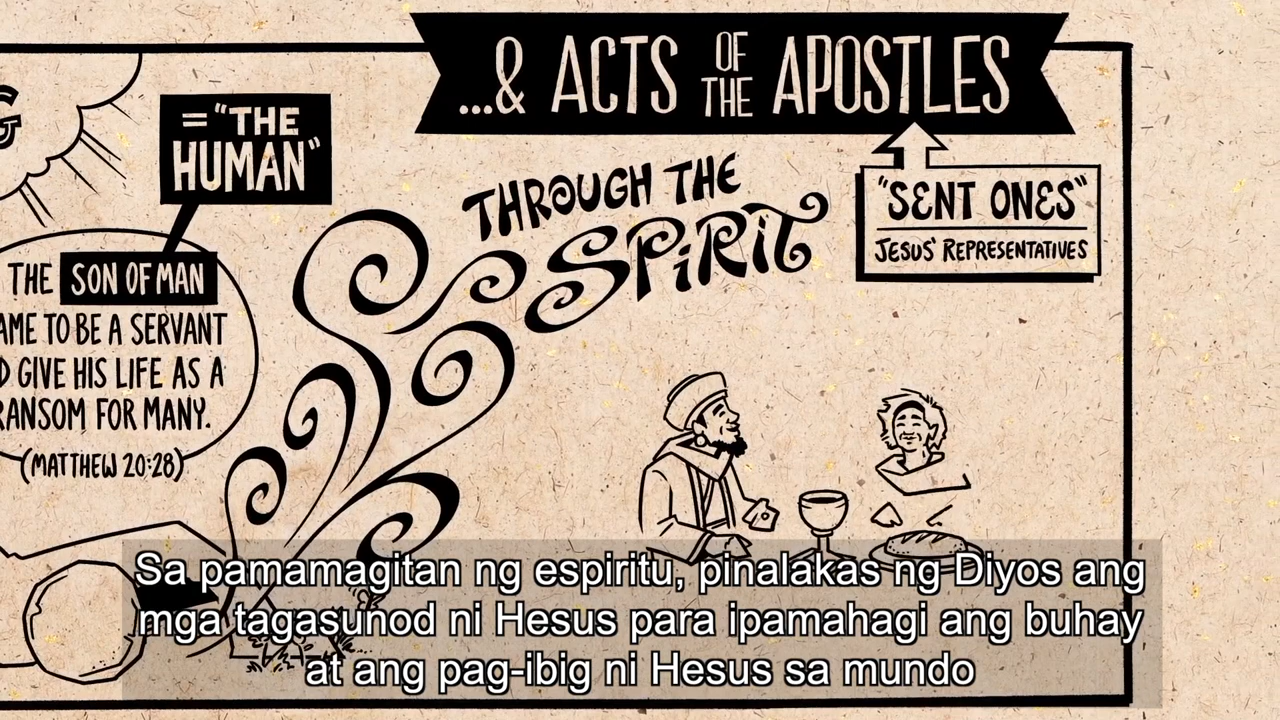 ...& ACTS OF THE APOSTLES
= "THE
HUMAN"
THROUGH THE
SPIRIT
"SENT ONES"
JESUS' REPRESENTATIVES
THE SON OF MAN
TO BE A SERVANT
GIVE HIS LIFE AS A
FOR MANY.
(MATTHEW 20:28)
Sa pamamagitan ng espiritu, pinalakas ng Diyos ang
mga tagasunod ni Hesus para ipamahagi ang buhay
at ang pag-ibig ni Hesus sa mundo